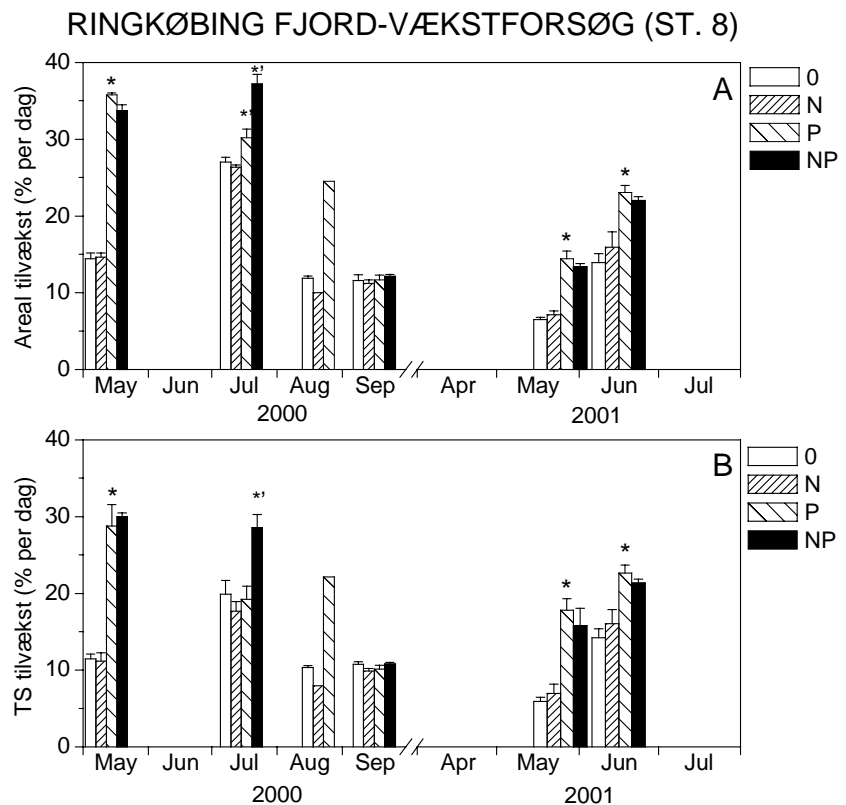 RINGKØBING FJORD-VÆKSTFORSØG (ST. 8)
Areal tilvækst (% per dag)
40
30
20
10
0
* *' *' * *
A
0
N
P
NP
May Jun Jul Aug Sep // Apr May Jun Jul
2000 2001
TS tilvækst (% per dag)
40
30
20
10
0
* *' * *
B
0
N
P
NP
May Jun Jul Aug Sep // Apr May Jun Jul
2000 2001